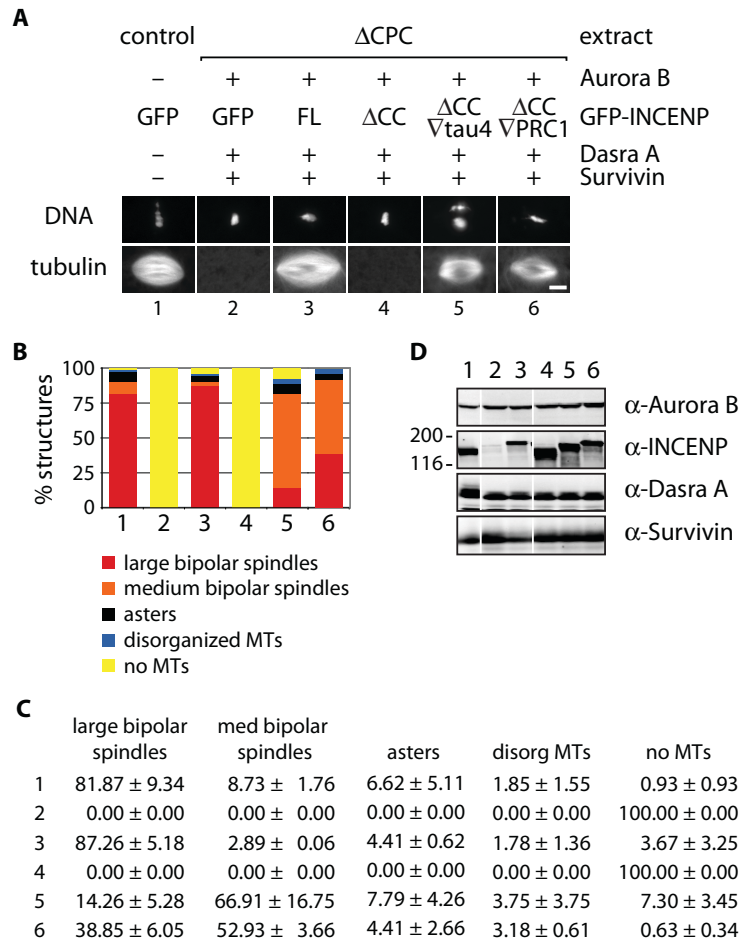 A
control ΔCPC extract
– + + + + + Aurora B
GFP GFP FL ΔCC ΔCC ∇tau4 ΔCC ∇PRC1 GFP-INCENP
– + + + + + Dasra A
– + + + + + Survivin
DNA
tubulin
1 2 3 4 5 6
B
% structures
100
75
50
25
0
1 2 3 4 5 6
large bipolar spindles
medium bipolar spindles
asters
disorganized MTs
no MTs
D
1 2 3 4 5 6
α-Aurora B
200 -
116 -
α-INCENP
α-Dasra A
α-Survivin
C
large bipolar spindles med bipolar spindles asters disorg MTs no MTs
1 81.87 ± 9.34 8.73 ± 1.76 6.62 ± 5.11 1.85 ± 1.55 0.93 ± 0.93
2 0.00 ± 0.00 0.00 ± 0.00 0.00 ± 0.00 0.00 ± 0.00 100.00 ± 0.00
3 87.26 ± 5.18 2.89 ± 0.06 4.41 ± 0.62 1.78 ± 1.36 3.67 ± 3.25
4 0.00 ± 0.00 0.00 ± 0.00 0.00 ± 0.00 0.00 ± 0.00 100.00 ± 0.00
5 14.26 ± 5.28 66.91 ± 16.75 7.79 ± 4.26 3.75 ± 3.75 7.30 ± 3.45
6 38.85 ± 6.05 52.93 ± 3.66 4.41 ± 2.66 3.18 ± 0.61 0.63 ± 0.34